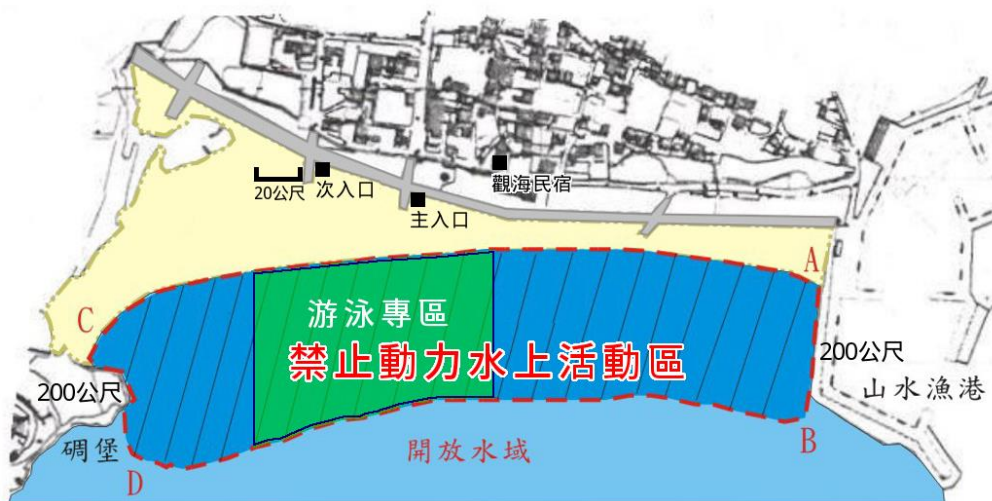 觀海民宿
20公尺
次入口
主入口
A
C
游泳專區
禁止動力水上活動區
200公尺
200公尺
山水漁港
碉堡
開放水域
B
D